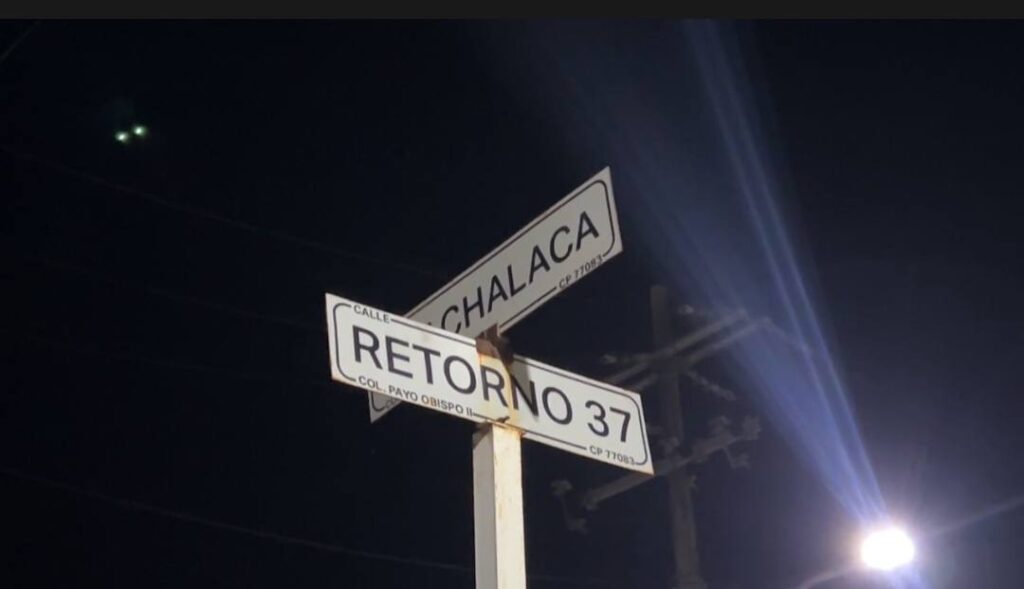 CHALACA
CP 77083
CALLE
RETORNO 37
COL. PAYO OBISPO II
CP 77083